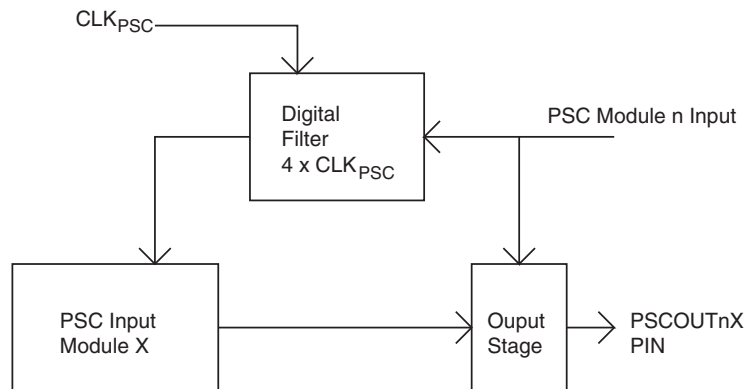 CLKPSC
Digital
Filter
4 x CLKPSC
PSC Module n Input
PSC Input
Module X
Ouput
Stage
PSCOUTnX
PIN